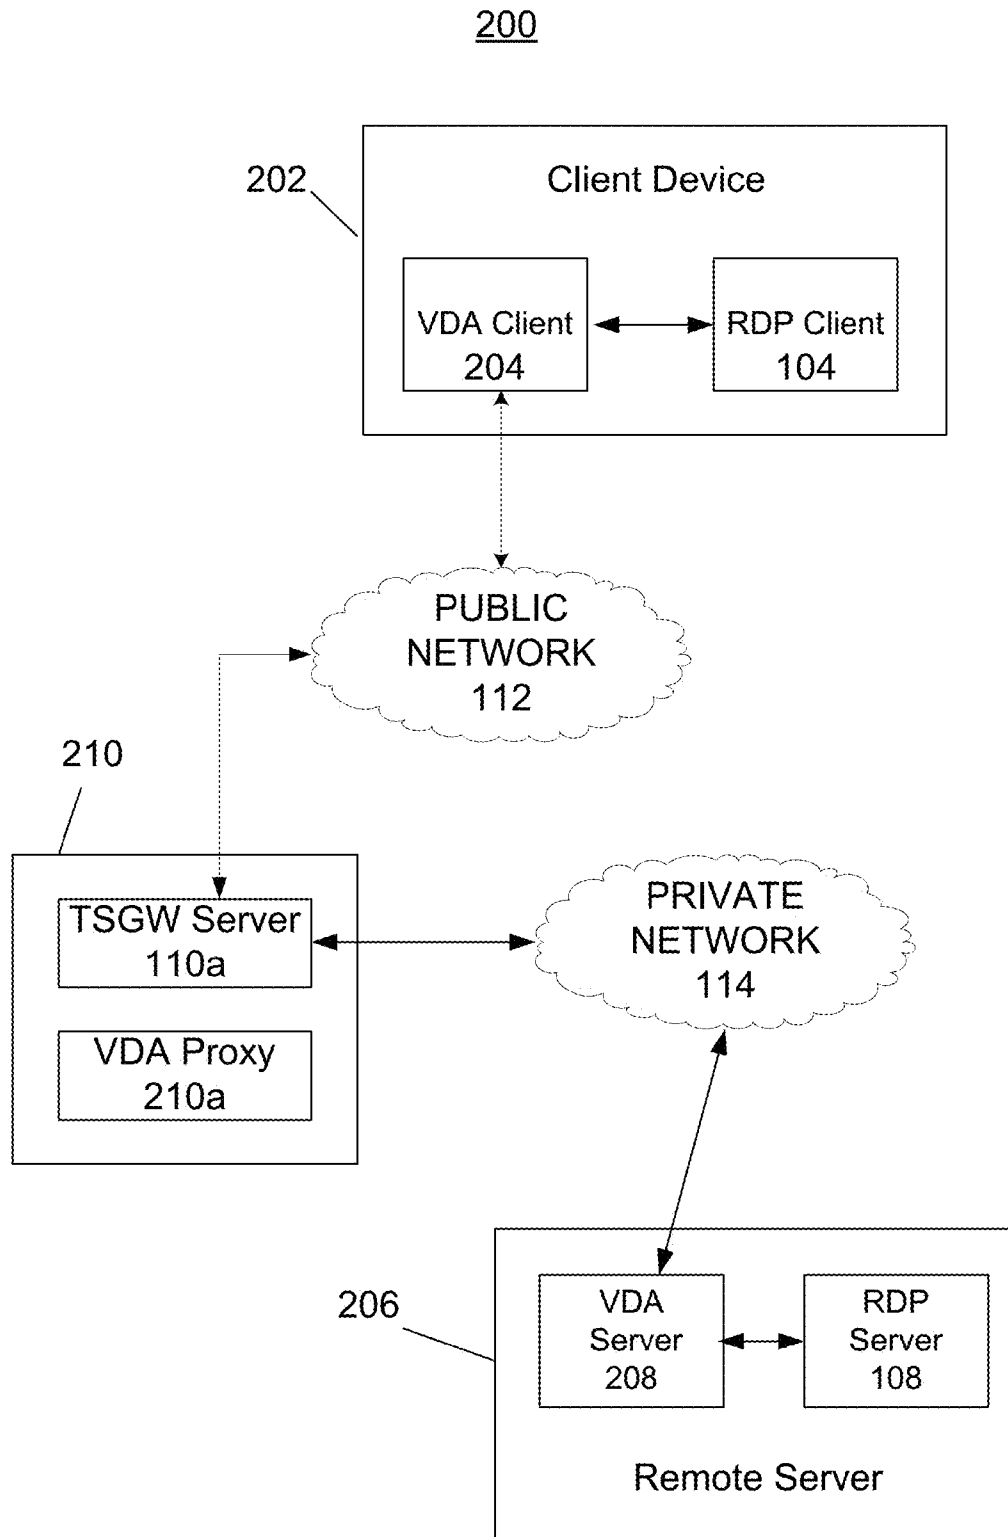 200
202
Client Device
VDA Client
204
RDP Client
104
PUBLIC
NETWORK
112
210
TSGW Server
110a
VDA Proxy
210a
PRIVATE
NETWORK
114
206
VDA
Server
208
RDP
Server
108
Remote Server